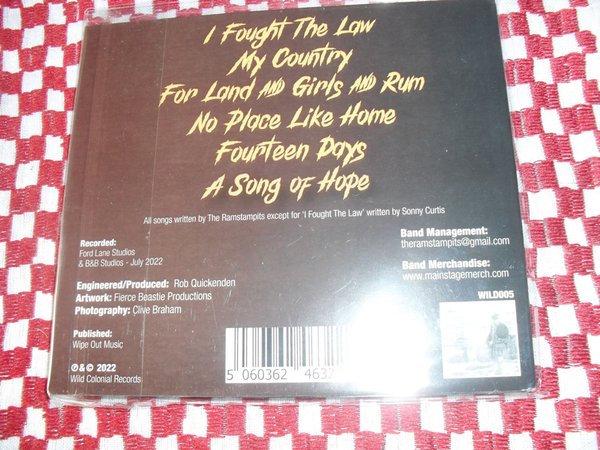 I Fought The Law
My Country
For Land & Girls & Rum
No Place Like Home
Fourteen Days
A Song of Hope
All songs written by The Ramstampits except for 'I Fought The Law' written by Sonny Curtis
Recorded:
Ford Lane Studios
& B&B Studios - July 2022
Engineered/Produced: Rob Quickenden
Artwork: Fierce Beastie Productions
Photography: Clive Braham
Published:
Wipe Out Music
℗ & © 2022
Wild Colonial Records
Band Management:
theramstampits@gmail.com
Band Merchandise:
www.mainstagemerch.com
WILD005
5 060362